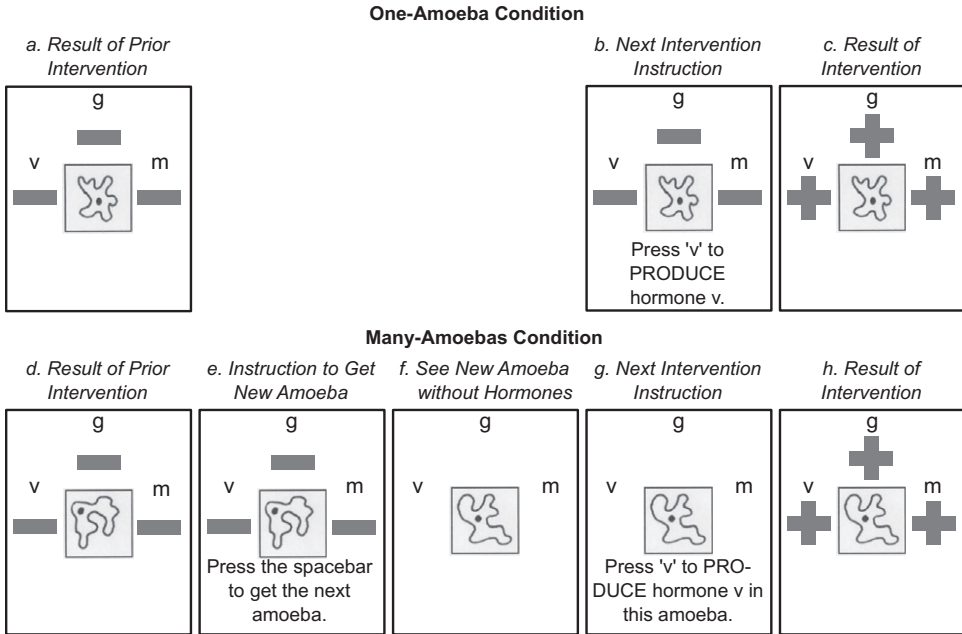 One-Amoeba Condition
a. Result of Prior
Intervention
b. Next Intervention
Instruction
c. Result of
Intervention
g
v
m
g
v
m
Press 'v' to
PRODUCE
hormone v.
g
v
m
Many-Amoebas Condition
d. Result of Prior
Intervention
e. Instruction to Get
New Amoeba
f. See New Amoeba
without Hormones
g. Next Intervention
Instruction
h. Result of
Intervention
g
v
m
g
v
m
Press the spacebar
to get the next
amoeba.
g
v
m
g
v
m
Press 'v' to PRO-
DUCE hormone v in
this amoeba.
g
v
m